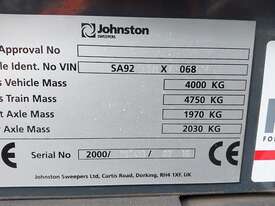 Johnston
SWEEPERS
Approval No
le Ident. No VIN SA92 X 068
s Vehicle Mass 4000 KG
s Train Mass 4750 KG
t Axle Mass 1970 KG
r Axle Mass 2030 KG
Serial No 2000/
Johnston Sweepers Ltd, Curtis Road, Dorking, RH4 1XF, UK
FO